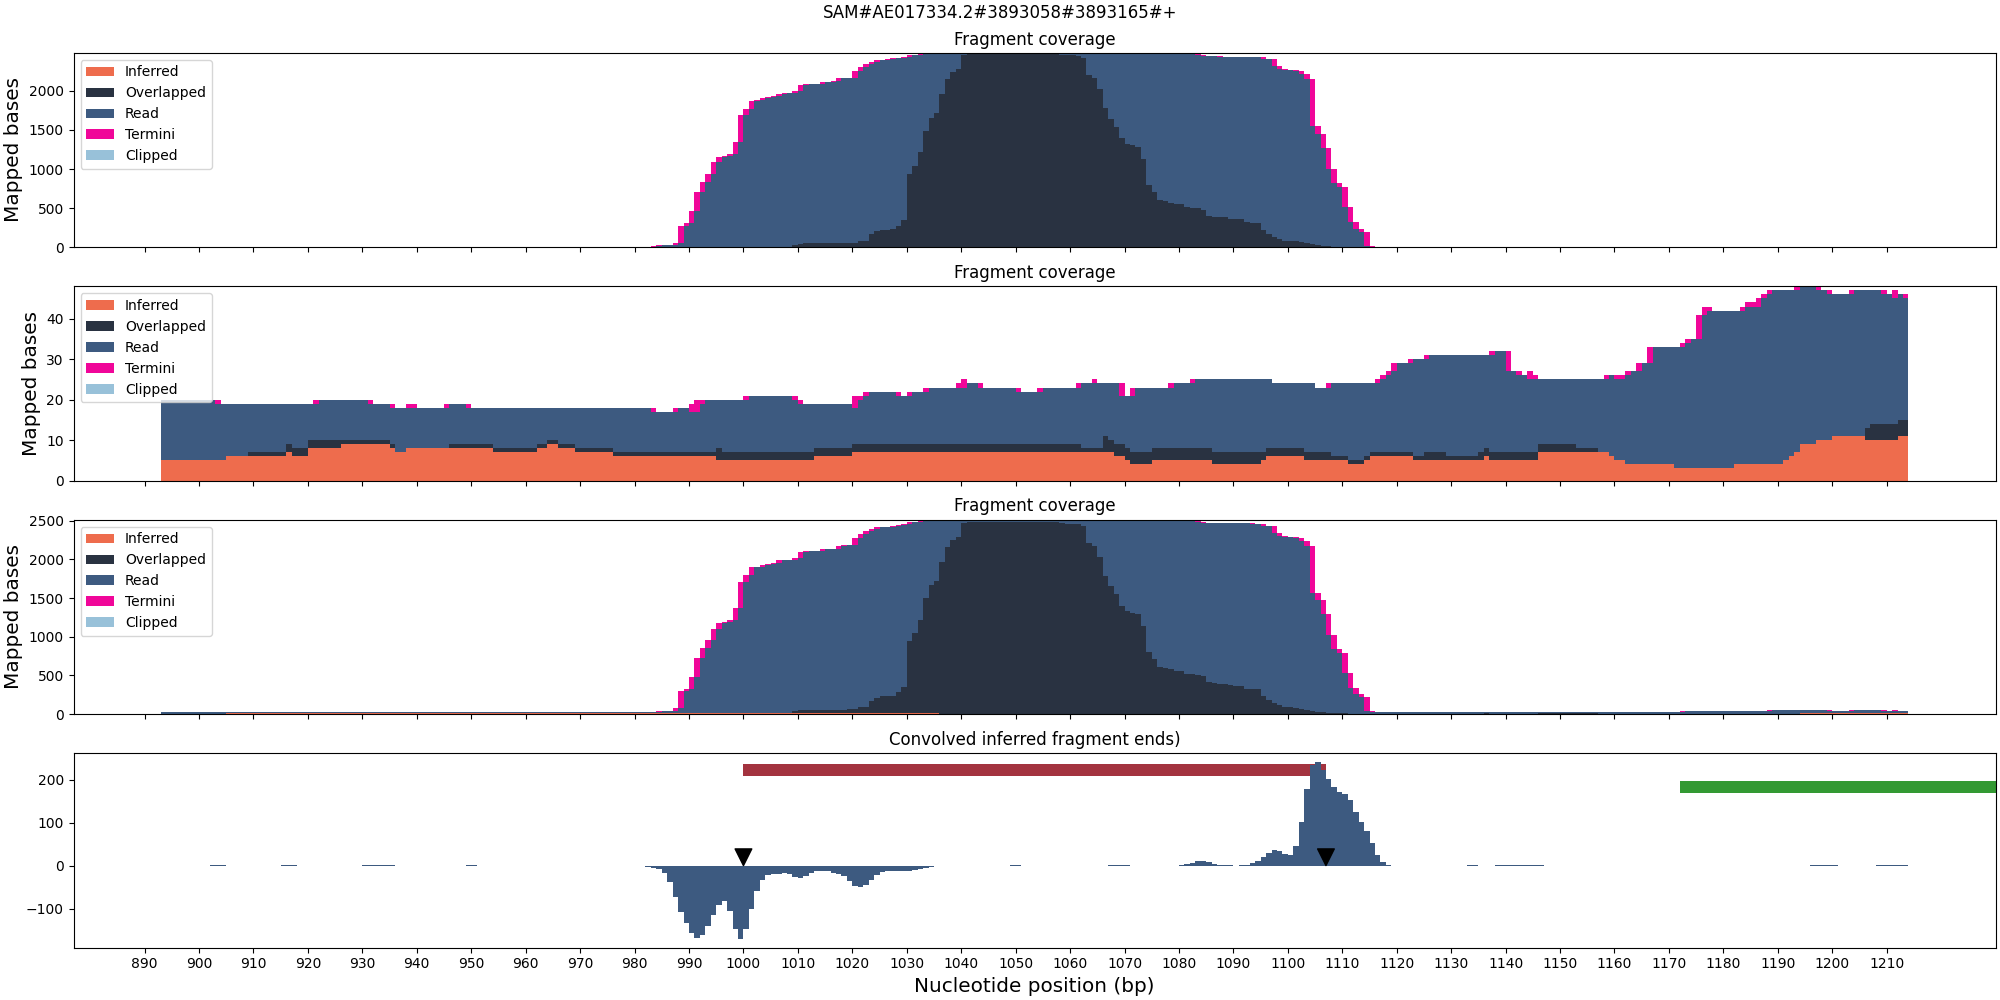 SAM#AE017334.2#3893058#3893165#+
Fragment coverage
Mapped bases
2000
1500
1000
500
0
Inferred
Overlapped
Read
Termini
Clipped
Fragment coverage
Mapped bases
40
30
20
10
0
Inferred
Overlapped
Read
Termini
Clipped
Fragment coverage
Mapped bases
2500
2000
1500
1000
500
0
Inferred
Overlapped
Read
Termini
Clipped
Convolved inferred fragment ends)
200
100
0
−100
890 900 910 920 930 940 950 960 970 980 990 1000 1010 1020 1030 1040 1050 1060 1070 1080 1090 1100 1110 1120 1130 1140 1150 1160 1170 1180 1190 1200 1210
Nucleotide position (bp)